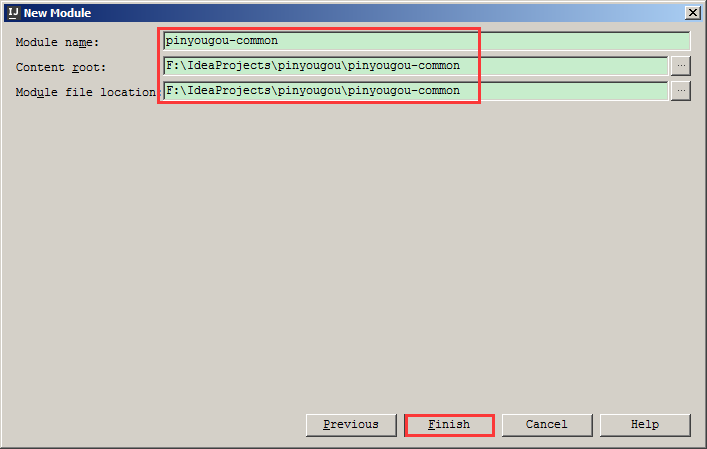 IJ New Module
Module name: pinyougou-common
Content root: F:\IdeaProjects\pinyougou\pinyougou-common ...
Module file location: F:\IdeaProjects\pinyougou\pinyougou-common ...
Previous Finish Cancel Help